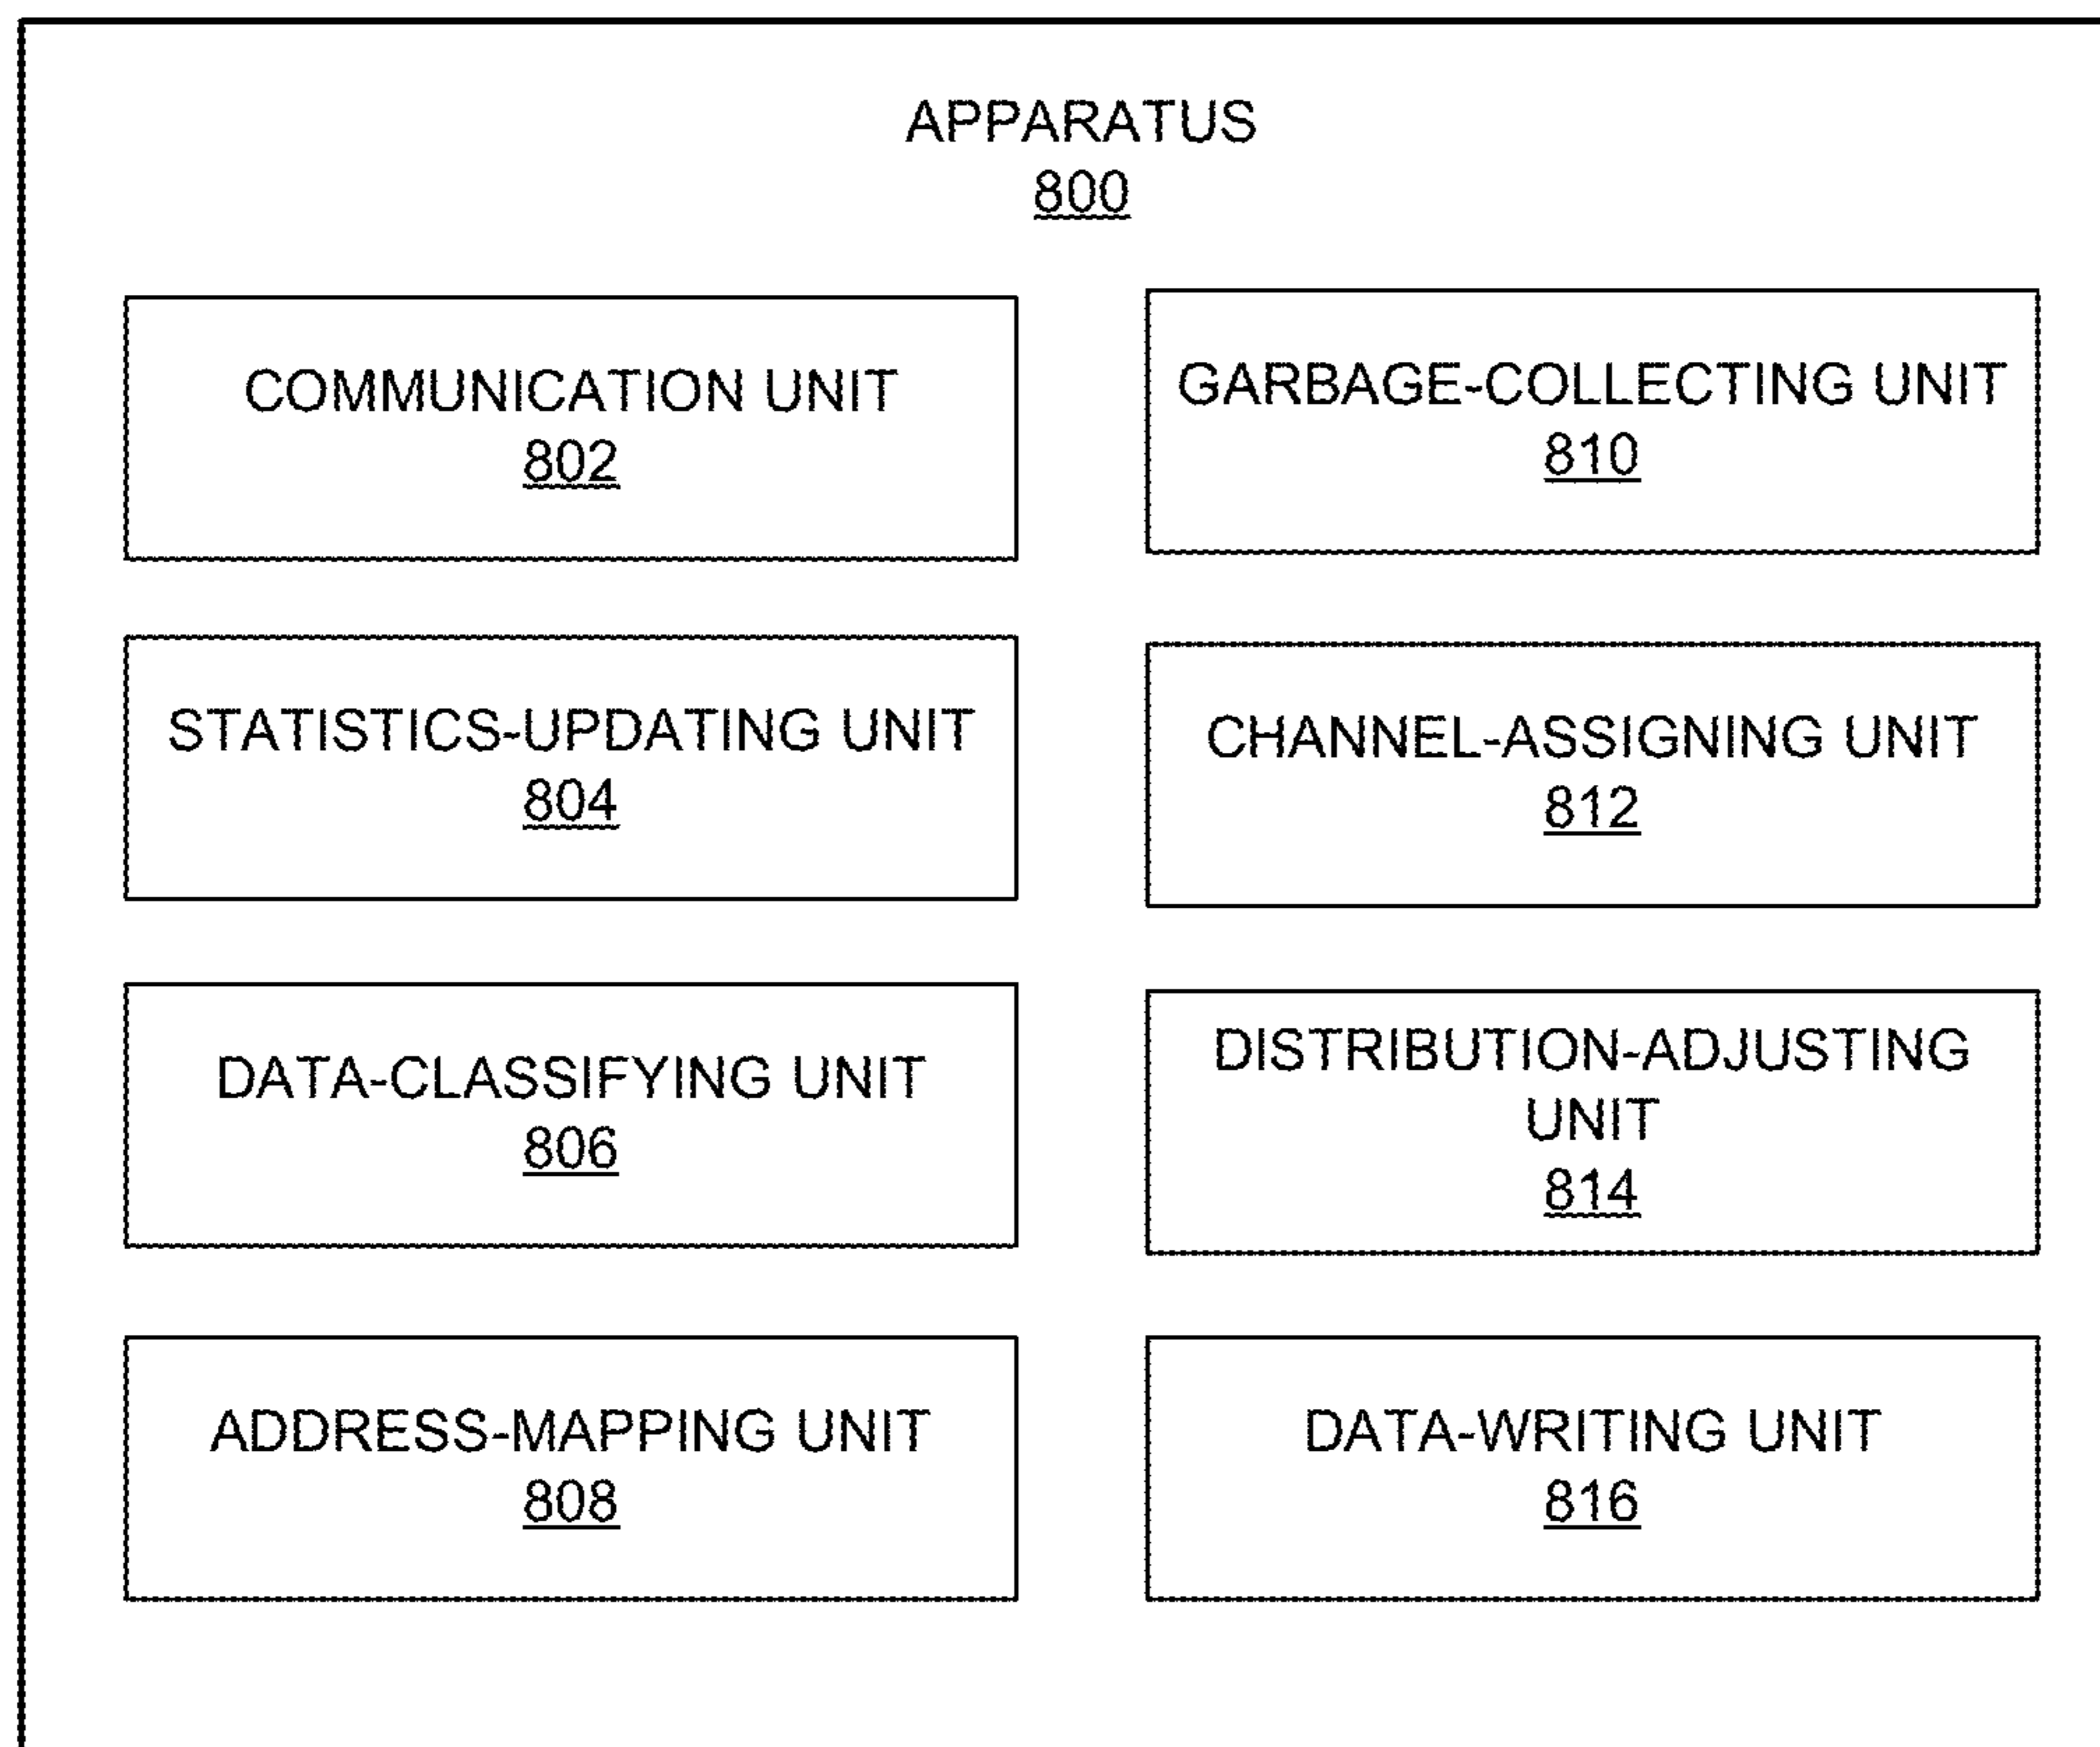 APPARATUS
800
COMMUNICATION UNIT
802
STATISTICS-UPDATING UNIT
804
DATA-CLASSIFYING UNIT
806
ADDRESS-MAPPING UNIT
808
GARBAGE-COLLECTING UNIT
810
CHANNEL-ASSIGNING UNIT
812
DISTRIBUTION-ADJUSTING
UNIT
814
DATA-WRITING UNIT
816